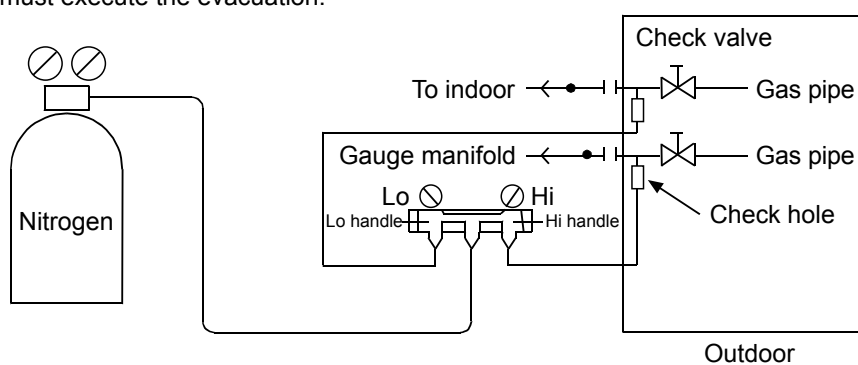 must execute the evacuation.
Check valve
To indoor
Gas pipe
Gauge manifold
Gas pipe
Lo
Hi
Lo handle
Hi handle
Nitrogen
Check hole
Outdoor